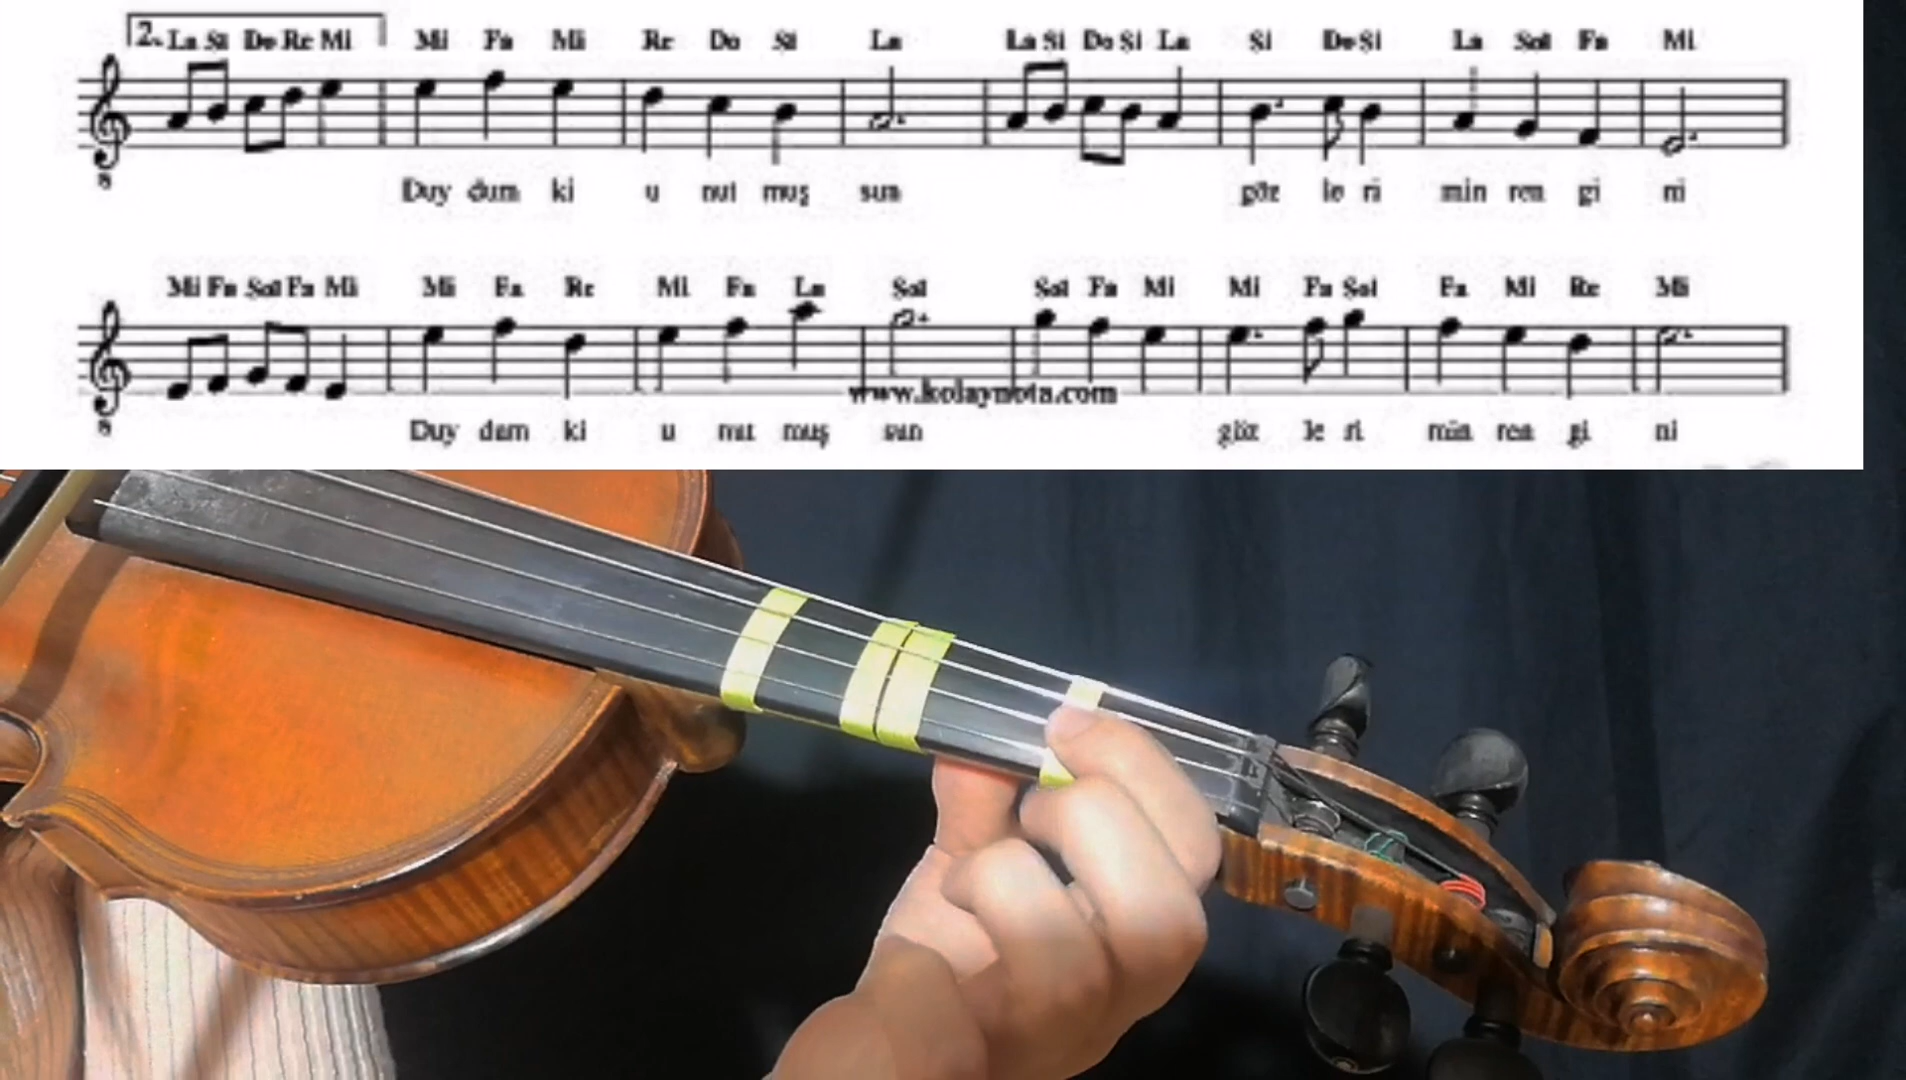 2. La Si Do Re Mi Mi Fa Mi Re Do Si La La Si Do Si La Si Do Si La Sol Fa Mi
8
Duy dum ki u nut muş sun göz le ri min ren gi ni
Mi Fa Sol Fa Mi Mi Fa Re Mi Fa La Sol Sol Fa Mi Mi Fa Sol Fa Mi Re Mi
www.kolaynota.com
8
Duy dum ki u nut muş sun göz le ri min ren gi ni